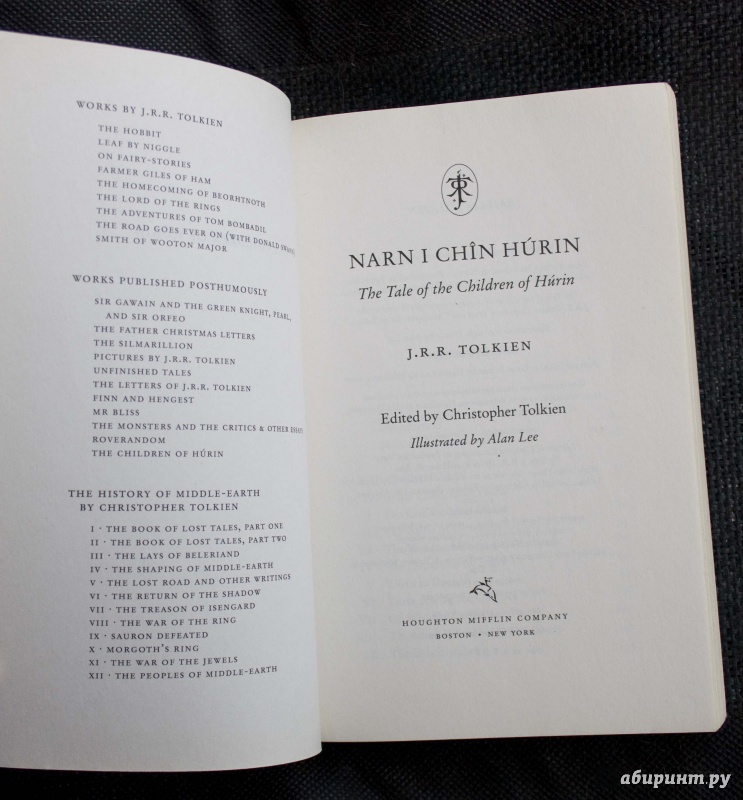 WORKS BY J.R.R. TOLKIEN
THE HOBBIT
LEAF BY NIGGLE
ON FAIRY-STORIES
FARMER GILES OF HAM
THE HOMECOMING OF BEORHTNOTH
THE LORD OF THE RINGS
THE ADVENTURES OF TOM BOMBADIL
THE ROAD GOES EVER ON (WITH DONALD
SMITH OF WOOTON MAJOR
WORKS PUBLISHED POSTHUMOUSLY
SIR GAWAIN AND THE GREEN KNIGHT, PEARL,
AND SIR ORFEO
THE FATHER CHRISTMAS LETTERS
THE SILMARILLION
PICTURES BY J.R.R. TOLKIEN
UNFINISHED TALES
THE LETTERS OF J.R.R. TOLKIEN
FINN AND HENGEST
MR BLISS
THE MONSTERS AND THE CRITICS & OTHER
ROVERANDOM
THE CHILDREN OF HÚRIN
THE HISTORY OF MIDDLE-EARTH
BY CHRISTOPHER TOLKIEN
I · THE BOOK OF LOST TALES, PART ONE
II · THE BOOK OF LOST TALES, PART TWO
III · THE LAYS OF BELERIAND
IV · THE SHAPING OF MIDDLE-EARTH
V · THE LOST ROAD AND OTHER WRITINGS
VI · THE RETURN OF THE SHADOW
VII · THE TREASON OF ISENGARD
VIII · THE WAR OF THE RING
IX · SAURON DEFEATED
X · MORGOTH'S RING
XI · THE WAR OF THE JEWELS
XII · THE PEOPLES OF MIDDLE-EARTH
NARN I CHÎN HÚRIN
The Tale of the Children of Húrin
J.R.R. TOLKIEN
Edited by Christopher Tolkien
Illustrated by Alan Lee
HOUGHTON MIFFLIN COMPANY
BOSTON • NEW YORK
абиринт.ру